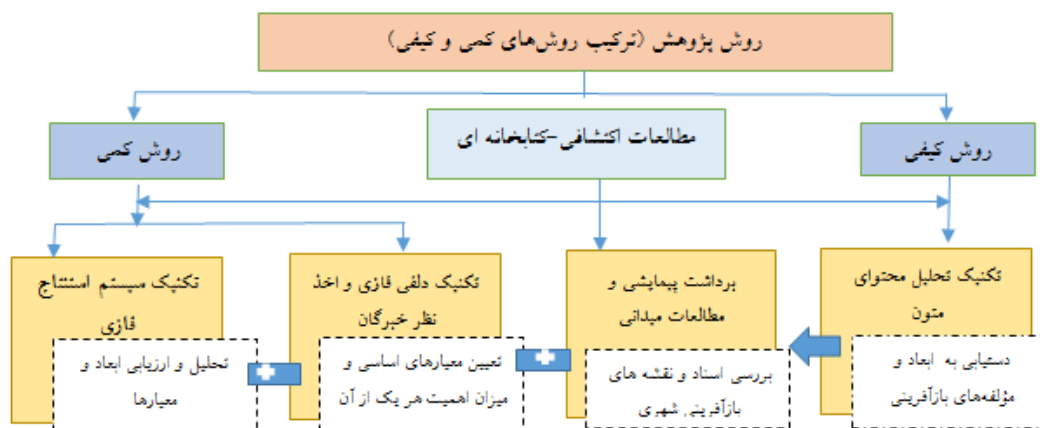 روش پژوهش (ترکیب روش‌های کمی و کیفی)
روش کیفی
مطالعات اکتشافی-کتابخانه ای
روش کمی
تکنیک تحلیل محتوای
متون
دستیابی به ابعاد و
مؤلفه‌های بازآفرینی
برداشت پیمایشی و
مطالعات میدانی
بررسی اسناد و نقشه های
بازآفرینی شهری
تکنیک دلفی فازی و اخذ
نظر خبرگان
تعیین معیارهای اساسی و
میزان اهمیت هر یک از آن
تکنیک سیستم استنتاج
فازی
تحلیل و ارزیابی ابعاد و
معیارها